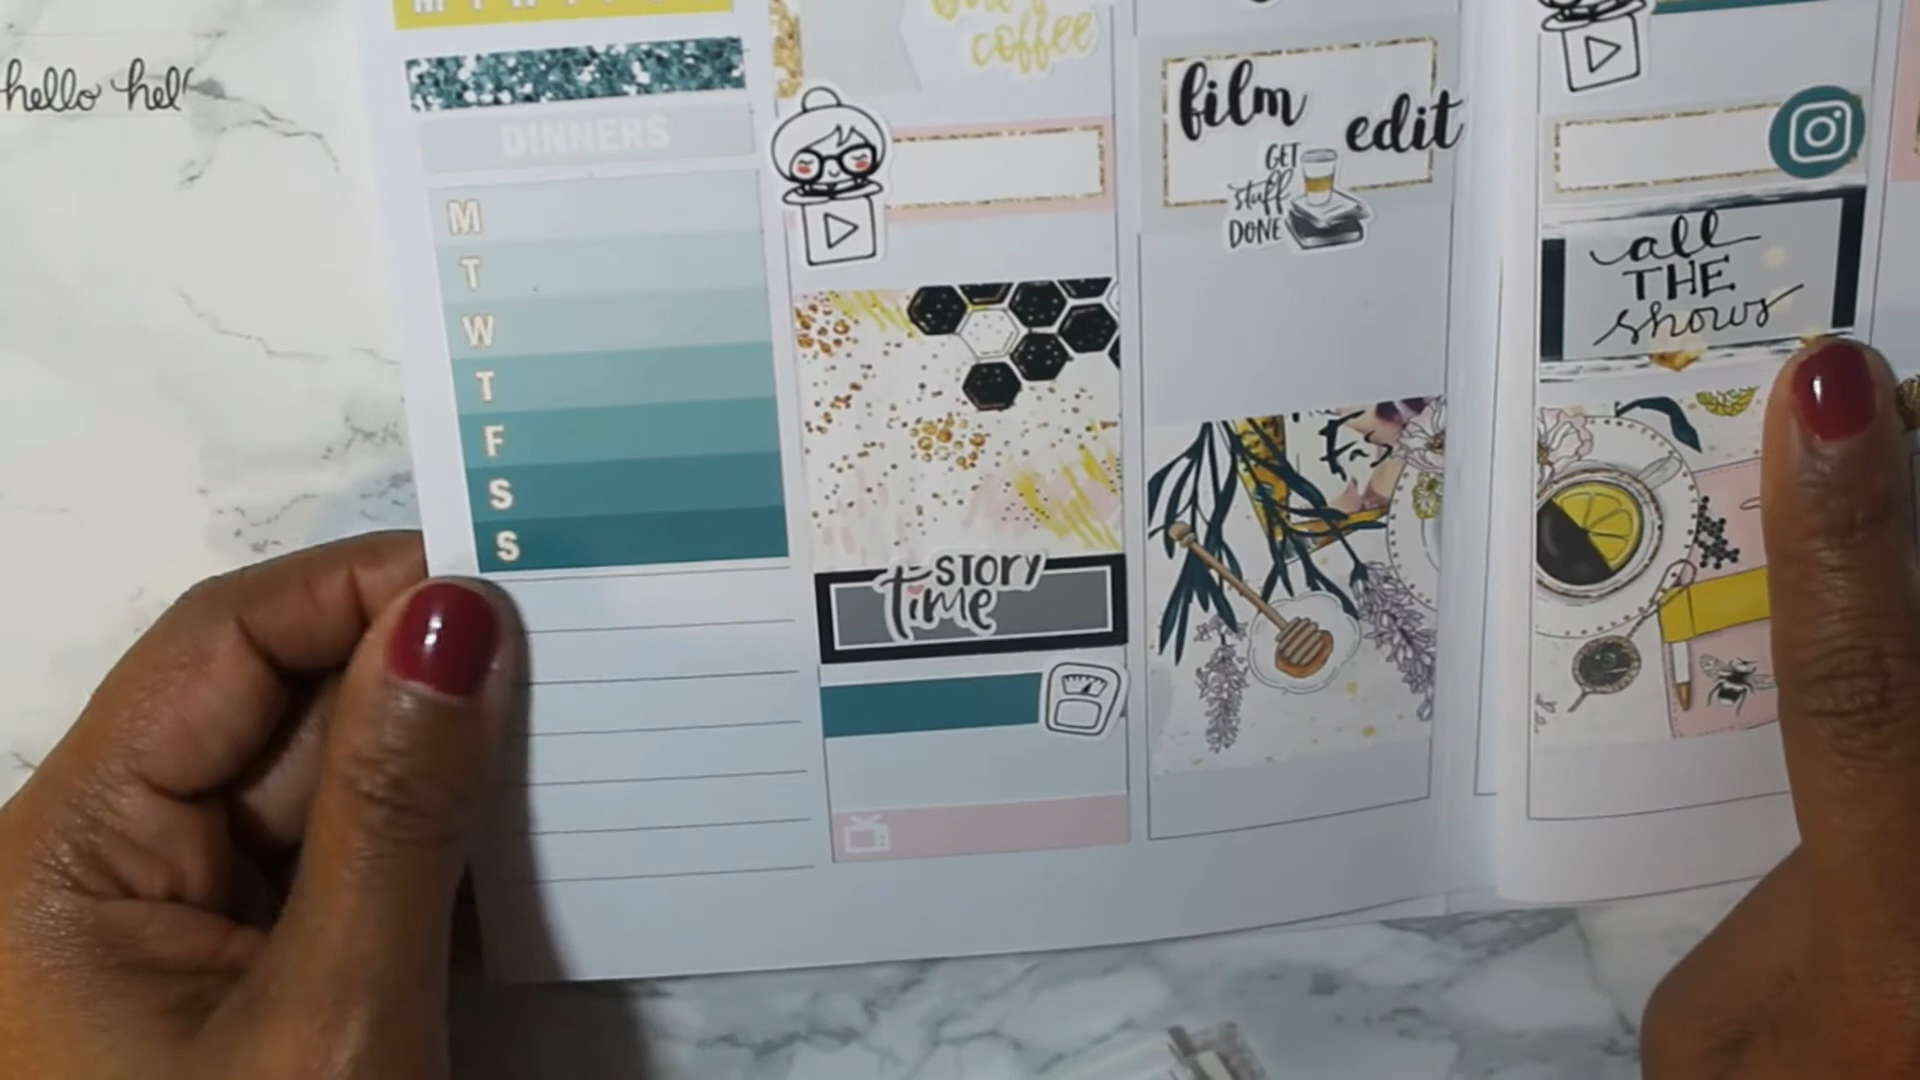 coffee
hello hel
DINNERS
M
T
W
T
F
S
S
STORY
time
film
edit
GET
stuff
DONE
all
THE
shows